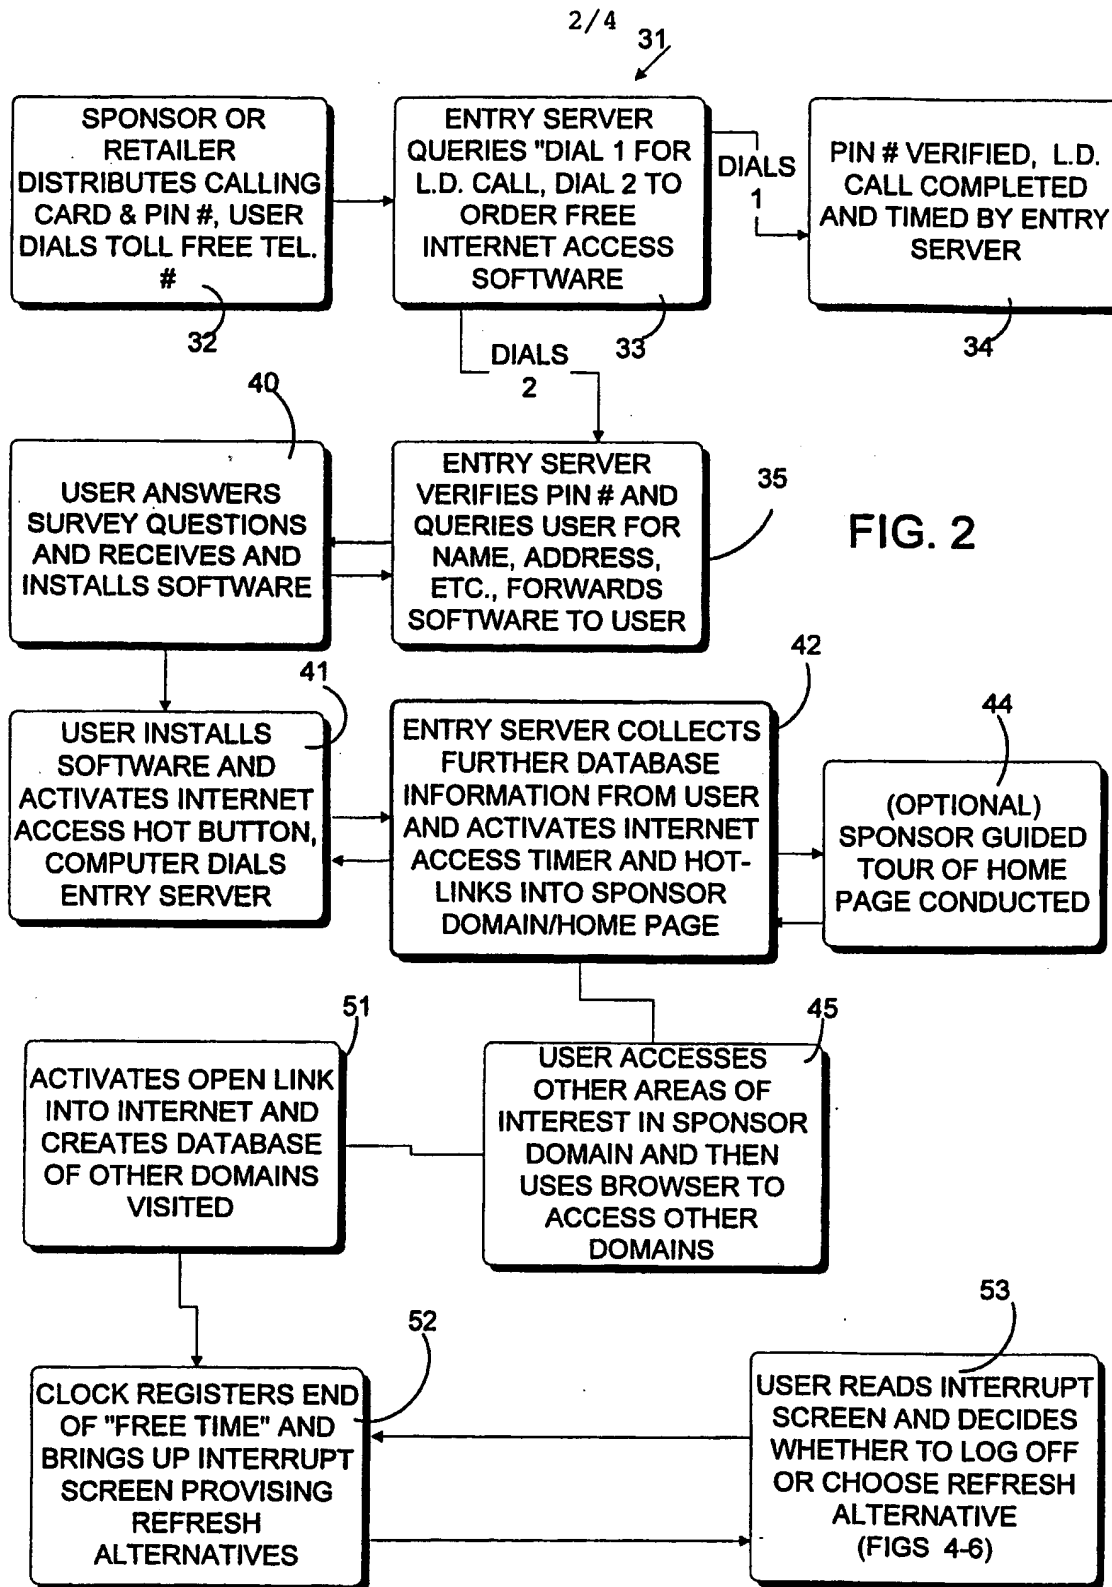 2/4
31
SPONSOR OR
RETAILER
DISTRIBUTES CALLING
CARD & PIN #, USER
DIALS TOLL FREE TEL.
#
32
ENTRY SERVER
QUERIES "DIAL 1 FOR
L.D. CALL, DIAL 2 TO
ORDER FREE
INTERNET ACCESS
SOFTWARE
33
DIALS
1
PIN # VERIFIED, L.D.
CALL COMPLETED
AND TIMED BY ENTRY
SERVER
34
DIALS
2
40
USER ANSWERS
SURVEY QUESTIONS
AND RECEIVES AND
INSTALLS SOFTWARE
ENTRY SERVER
VERIFIES PIN # AND
QUERIES USER FOR
NAME, ADDRESS,
ETC., FORWARDS
SOFTWARE TO USER
35
FIG. 2
41
USER INSTALLS
SOFTWARE AND
ACTIVATES INTERNET
ACCESS HOT BUTTON,
COMPUTER DIALS
ENTRY SERVER
42
ENTRY SERVER COLLECTS
FURTHER DATABASE
INFORMATION FROM USER
AND ACTIVATES INTERNET
ACCESS TIMER AND HOT-
LINKS INTO SPONSOR
DOMAIN/HOME PAGE
44
(OPTIONAL)
SPONSOR GUIDED
TOUR OF HOME
PAGE CONDUCTED
51
ACTIVATES OPEN LINK
INTO INTERNET AND
CREATES DATABASE
OF OTHER DOMAINS
VISITED
45
USER ACCESSES
OTHER AREAS OF
INTEREST IN SPONSOR
DOMAIN AND THEN
USES BROWSER TO
ACCESS OTHER
DOMAINS
52
CLOCK REGISTERS END
OF "FREE TIME" AND
BRINGS UP INTERRUPT
SCREEN PROVISING
REFRESH
ALTERNATIVES
53
USER READS INTERRUPT
SCREEN AND DECIDES
WHETHER TO LOG OFF
OR CHOOSE REFRESH
ALTERNATIVE
(FIGS 4-6)